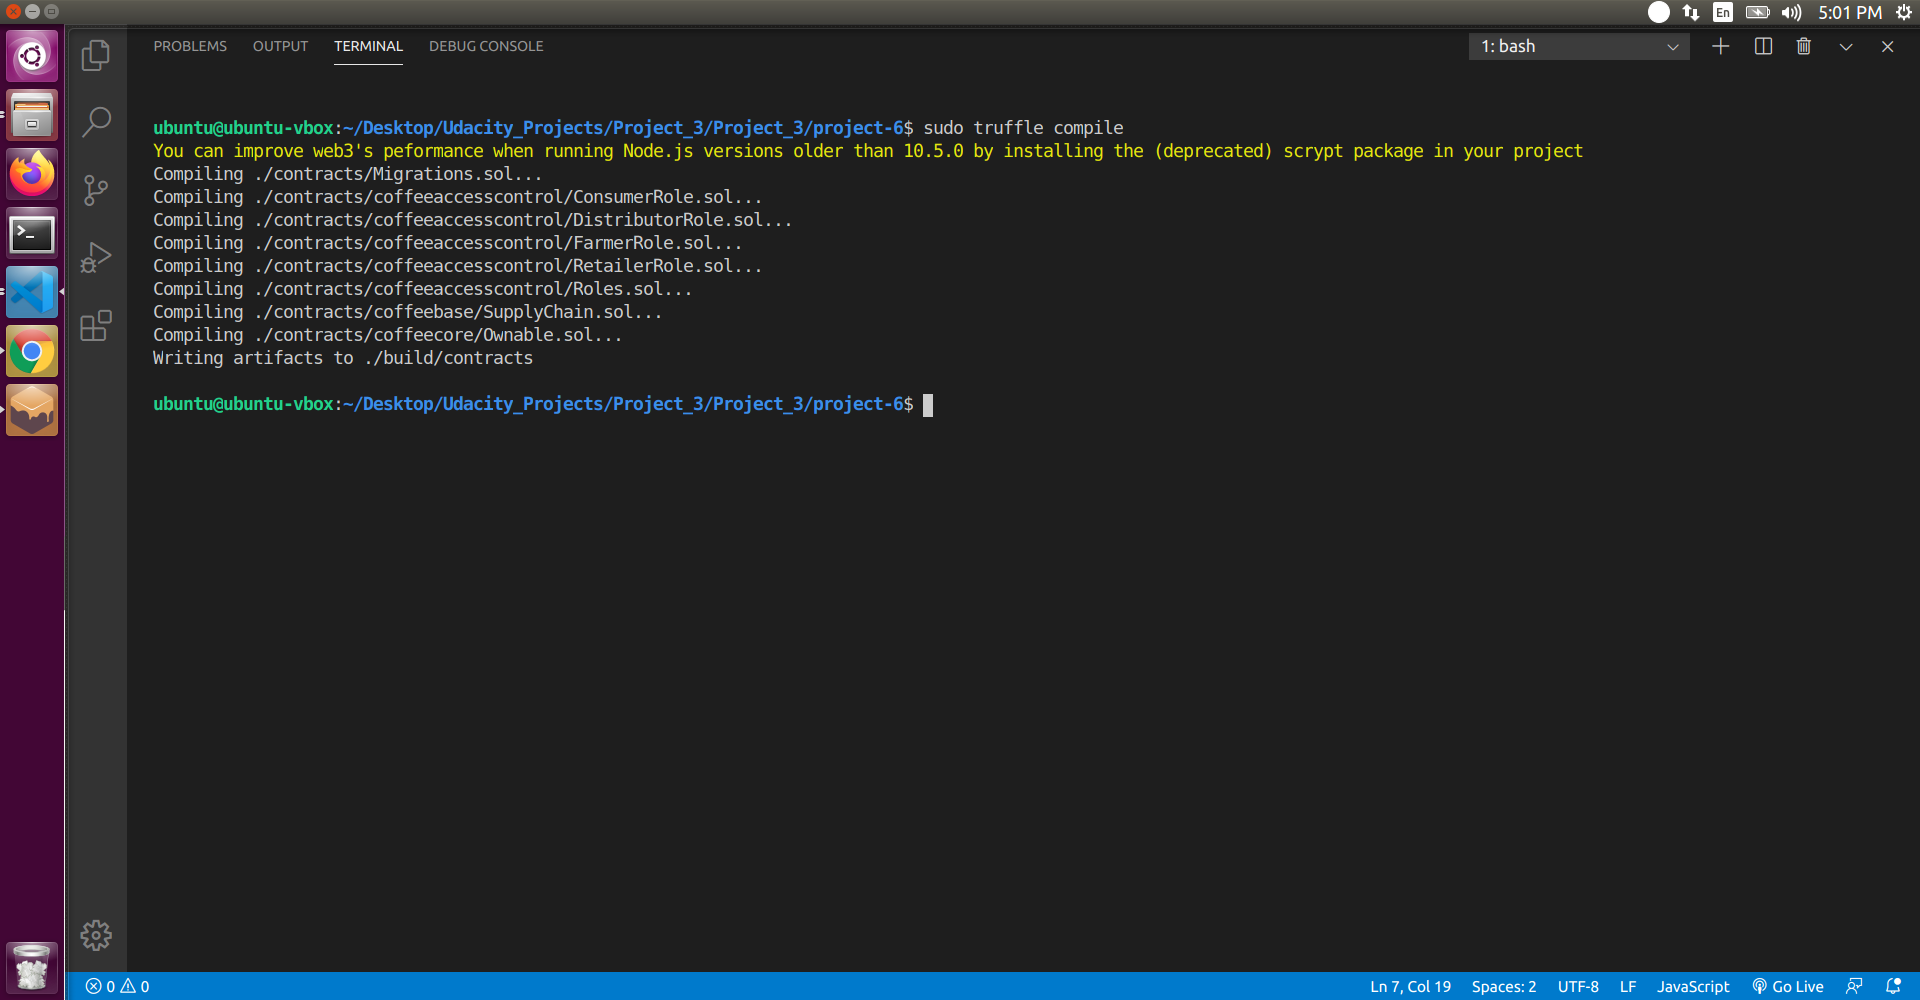 En 5:01 PM
PROBLEMS OUTPUT TERMINAL DEBUG CONSOLE 1: bash
ubuntu@ubuntu-vbox:~/Desktop/Udacity_Projects/Project_3/Project_3/project-6$ sudo truffle compile
You can improve web3's peformance when running Node.js versions older than 10.5.0 by installing the (deprecated) scrypt package in your project
Compiling ./contracts/Migrations.sol...
Compiling ./contracts/coffeeaccesscontrol/ConsumerRole.sol...
Compiling ./contracts/coffeeaccesscontrol/DistributorRole.sol...
Compiling ./contracts/coffeeaccesscontrol/FarmerRole.sol...
Compiling ./contracts/coffeeaccesscontrol/RetailerRole.sol...
Compiling ./contracts/coffeeaccesscontrol/Roles.sol...
Compiling ./contracts/coffeebase/SupplyChain.sol...
Compiling ./contracts/coffeecore/Ownable.sol...
Writing artifacts to ./build/contracts
ubuntu@ubuntu-vbox:~/Desktop/Udacity_Projects/Project_3/Project_3/project-6$
0 0 Ln 7, Col 19 Spaces: 2 UTF-8 LF JavaScript Go Live